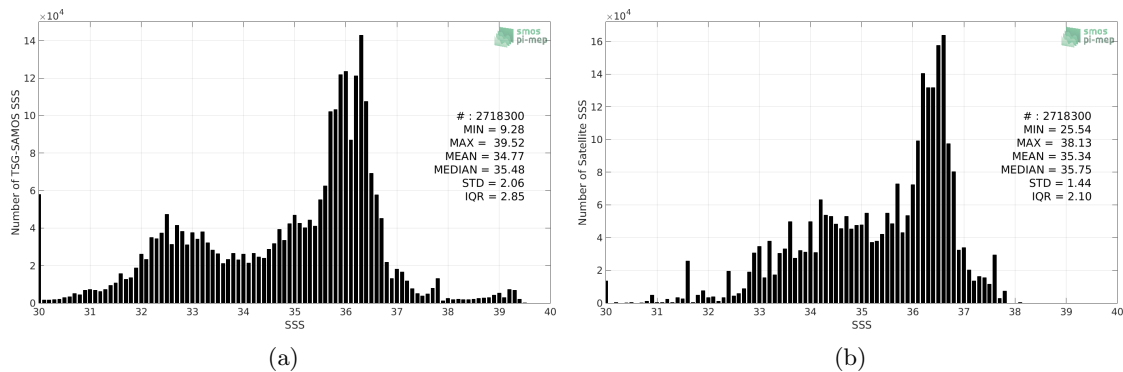 ×10⁴
smos
pi-mep
# : 2718300
MIN = 9.28
MAX = 39.52
MEAN = 34.77
MEDIAN = 35.48
STD = 2.06
IQR = 2.85
Number of TSG-SAMOS SSS
14
12
10
8
6
4
2
0
30 31 32 33 34 35 36 37 38 39 40
SSS
(a)
×10⁴
smos
pi-mep
# : 2718300
MIN = 25.54
MAX = 38.13
MEAN = 35.34
MEDIAN = 35.75
STD = 1.44
IQR = 2.10
Number of Satellite SSS
16
14
12
10
8
6
4
2
0
30 31 32 33 34 35 36 37 38 39 40
SSS
(b)